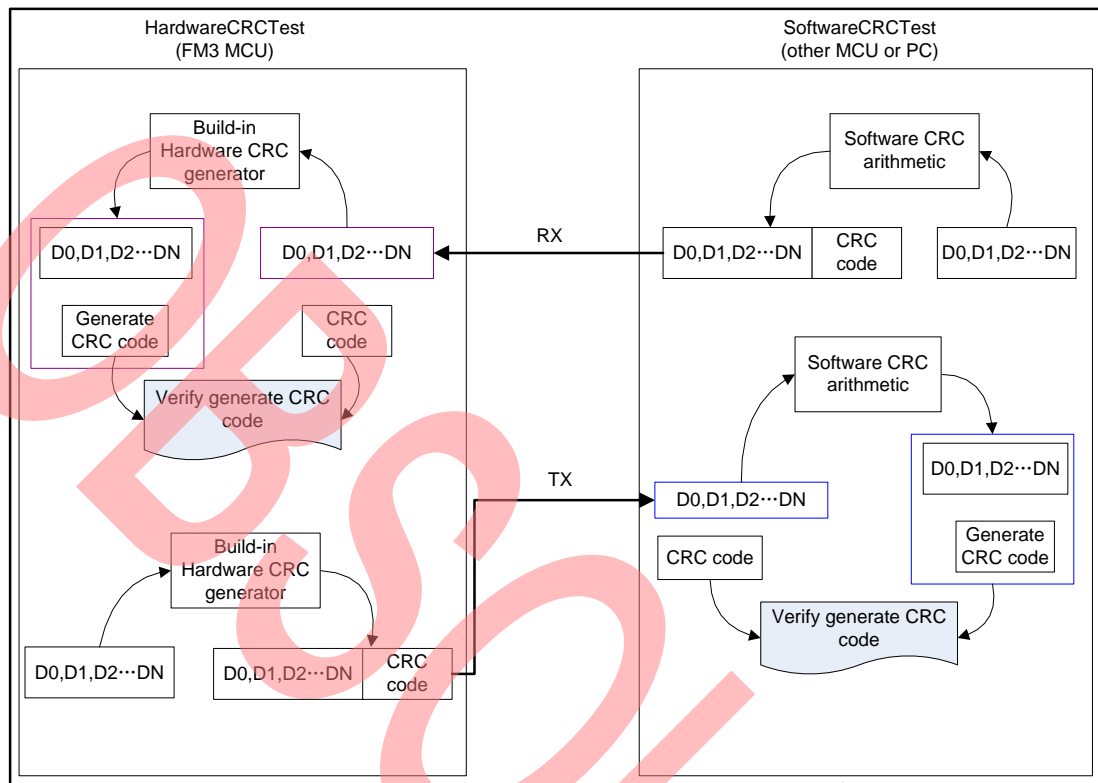 HardwareCRCTest
(FM3 MCU)
SoftwareCRCTest
(other MCU or PC)
Build-in
Hardware CRC
generator
D0,D1,D2···DN
Generate
CRC code
D0,D1,D2···DN
CRC
code
Verify generate CRC
code
RX
Software CRC
arithmetic
D0,D1,D2···DN
CRC
code
D0,D1,D2···DN
Build-in
Hardware CRC
generator
D0,D1,D2···DN
D0,D1,D2···DN
CRC
code
TX
Software CRC
arithmetic
D0,D1,D2···DN
CRC code
D0,D1,D2···DN
Generate
CRC code
Verify generate CRC
code